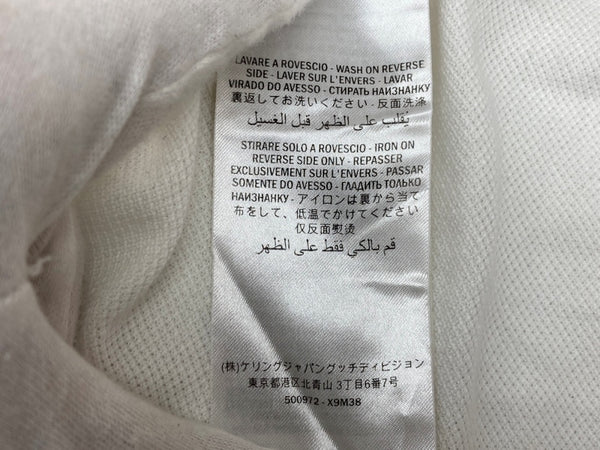 LAVARE A ROVESCIO - WASH ON REVERSE
SIDE - LAVER SUR L'ENVERS - LAVAR
VIRADO DO AVESSO - СТИРАТЬ НАИЗНАНКУ
裏返してお洗いください - 反面洗涤
يقلب على الظهر قبل الغسيل
STIRARE SOLO A ROVESCIO - IRON ON
REVERSE SIDE ONLY - REPASSER
EXCLUSIVEMENT SUR L'ENVERS - PASSAR
SOMENTE DO AVESSO - ГЛАДИТЬ ТОЛЬКО
НАИЗНАНКУ - アイロンは裏から当て
布をして、低温でかけてください
仅反面熨烫
قم بالكي فقط على الظهر
(株)ケリングジャパングッチディビジョン
東京都港区北青山 3丁目6番7号
500972 - X9M38